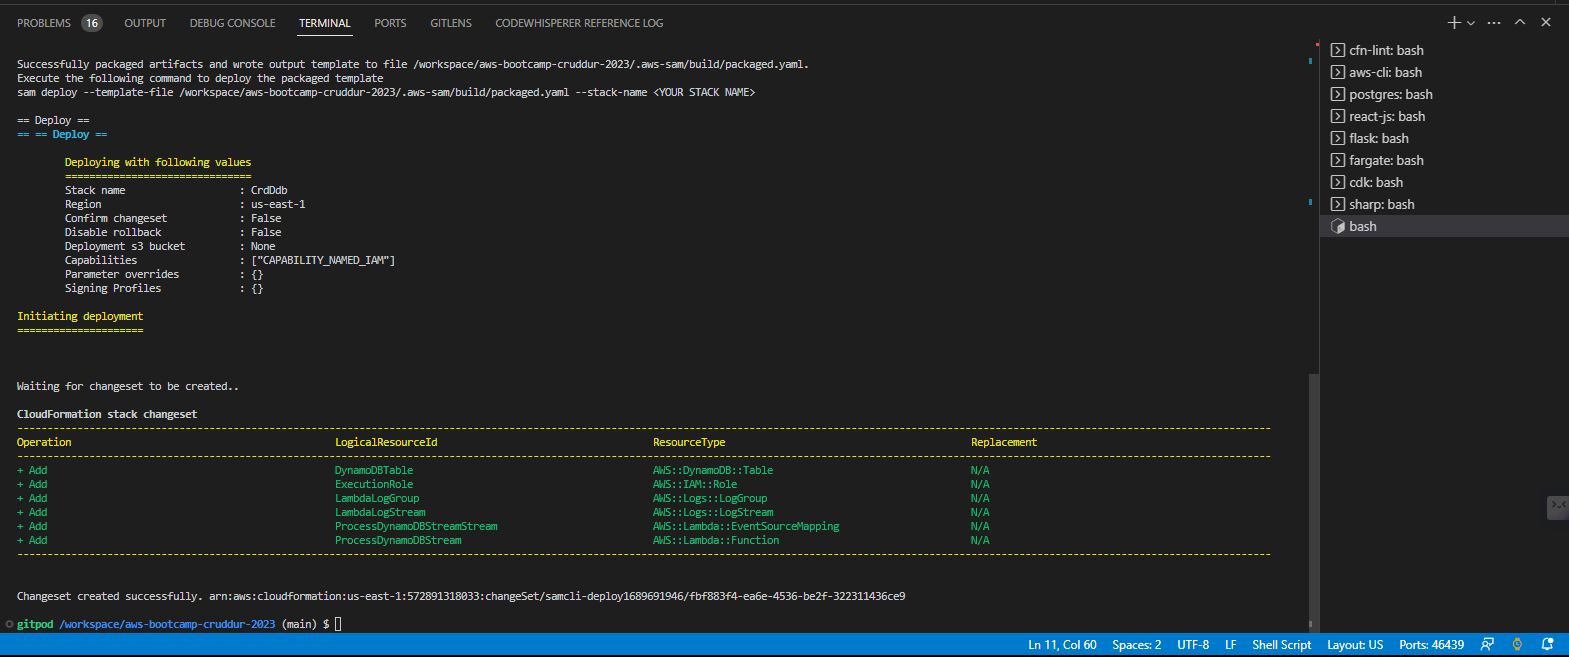 PROBLEMS 16 OUTPUT DEBUG CONSOLE TERMINAL PORTS GITLENS CODEWHISPERER REFERENCE LOG
Successfully packaged artifacts and wrote output template to file /workspace/aws-bootcamp-cruddur-2023/.aws-sam/build/packaged.yaml.
Execute the following command to deploy the packaged template
sam deploy --template-file /workspace/aws-bootcamp-cruddur-2023/.aws-sam/build/packaged.yaml --stack-name <YOUR STACK NAME>
== Deploy ==
== == Deploy ==
Deploying with following values
===============================
Stack name : CrdDdb
Region : us-east-1
Confirm changeset : False
Disable rollback : False
Deployment s3 bucket : None
Capabilities : ["CAPABILITY_NAMED_IAM"]
Parameter overrides : {}
Signing Profiles : {}
Initiating deployment
=====================
Waiting for changeset to be created..
CloudFormation stack changeset
Operation LogicalResourceId ResourceType Replacement
+ Add DynamoDBTable AWS::DynamoDB::Table N/A
+ Add ExecutionRole AWS::IAM::Role N/A
+ Add LambdaLogGroup AWS::Logs::LogGroup N/A
+ Add LambdaLogStream AWS::Logs::LogStream N/A
+ Add ProcessDynamoDBStreamStream AWS::Lambda::EventSourceMapping N/A
+ Add ProcessDynamoDBStream AWS::Lambda::Function N/A
Changeset created successfully. arn:aws:cloudformation:us-east-1:572891318033:changeSet/samcli-deploy1689691946/fbf883f4-ea6e-4536-be2f-322311436ce9
gitpod /workspace/aws-bootcamp-cruddur-2023 (main) $
cfn-lint: bash
aws-cli: bash
postgres: bash
react-js: bash
flask: bash
fargate: bash
cdk: bash
sharp: bash
bash
Ln 11, Col 60 Spaces: 2 UTF-8 LF Shell Script Layout: US Ports: 46439